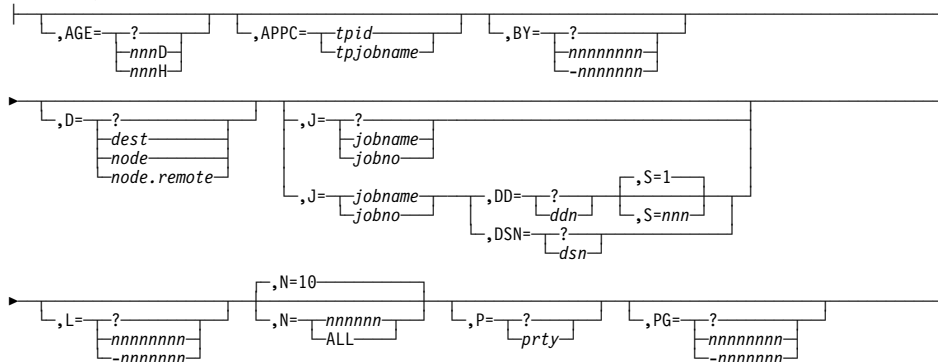 ,AGE= ? ,APPC= tpid ,BY= ?
nnnD tpjobname nnnnnnnn
nnnH -nnnnnnn
,D= ? ,J= ?
dest jobname
node jobno
node.remote
,S=1
,J= jobname ,DD= ?
jobno ddn ,S=nnn
,DSN= ?
dsn
,N=10
,L= ? ,N= nnnnnn ,P= ? ,PG= ?
nnnnnnnn ALL prty nnnnnnnn
-nnnnnnn -nnnnnnn